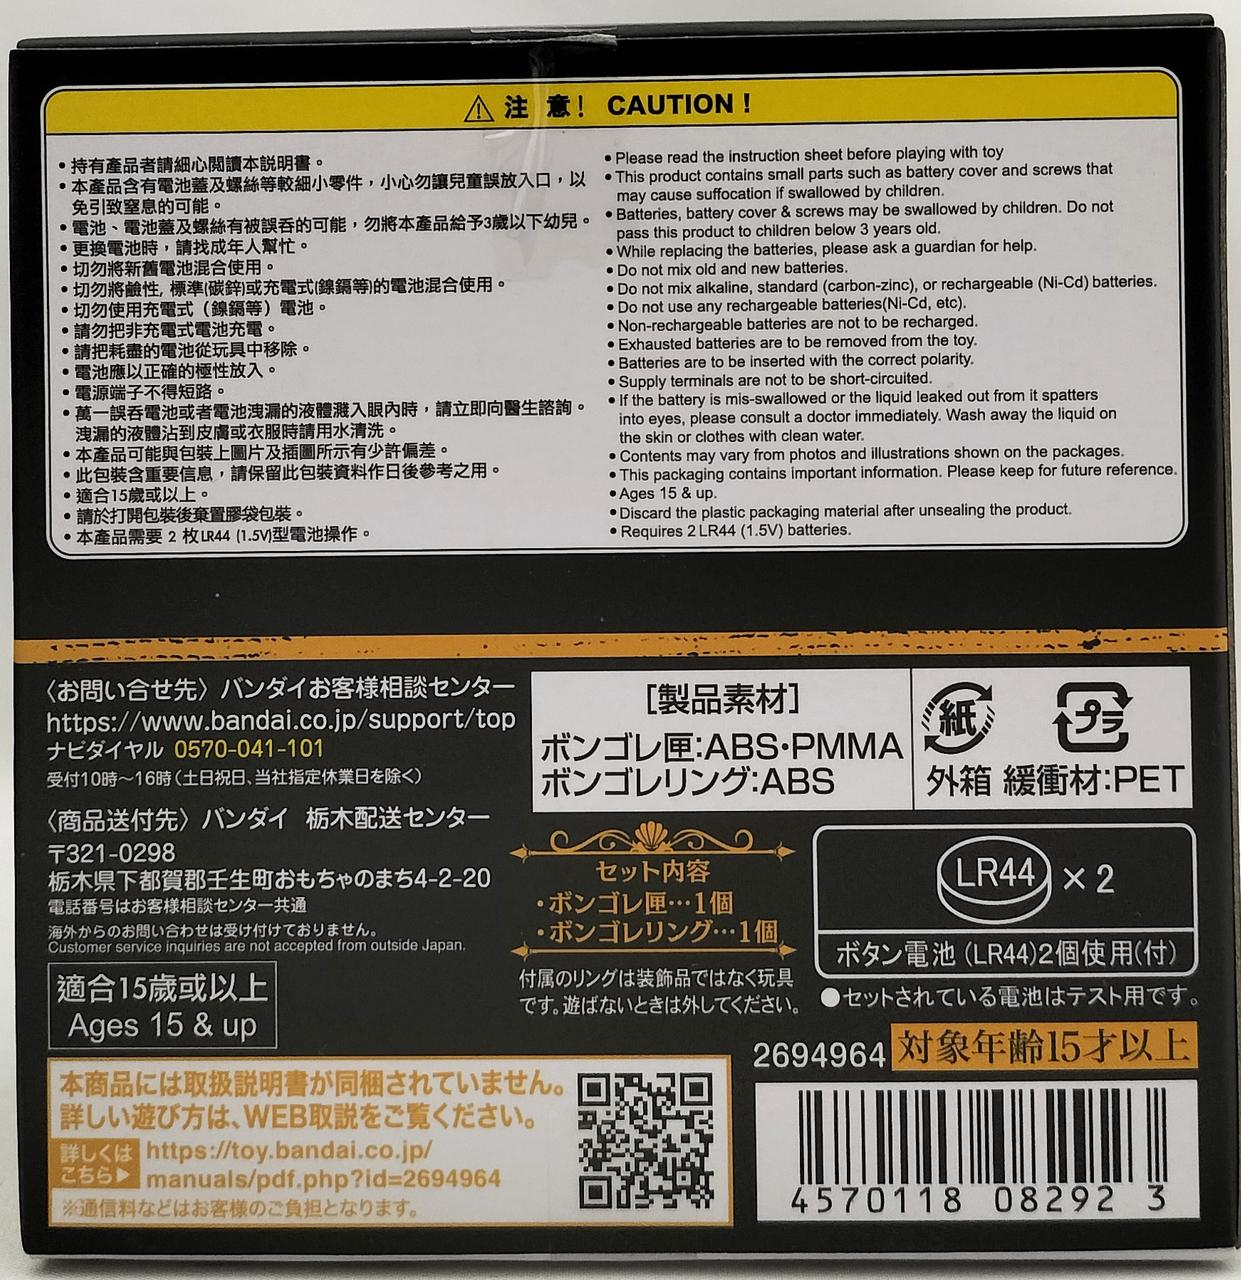 ⚠ 注 意! CAUTION !
• 持有產品者請細心閱讀本説明書。
• 本產品含有電池蓋及螺絲等較細小零件，小心勿讓兒童誤放入口，以
免引致窒息的可能。
• 電池、電池蓋及螺絲有被誤吞的可能，勿將本產品給予3歲以下幼兒。
• 更換電池時，請找成年人幫忙。
• 切勿將新舊電池混合使用。
• 切勿將鹼性, 標準(碳鋅)或充電式(鎳鎘等)的電池混合使用。
• 切勿使用充電式（鎳鎘等）電池。
• 請勿把非充電式電池充電。
• 請把耗盡的電池從玩具中移除。
• 電池應以正確的極性放入。
• 電源端子不得短路。
• 萬一誤吞電池或者電池洩漏的液體濺入眼內時，請立即向醫生諮詢。
洩漏的液體沾到皮膚或衣服時請用水清洗。
• 本產品可能與包裝上圖片及插圖所示有少許偏差。
• 此包裝含重要信息，請保留此包裝資料作日後參考之用。
• 適合15歲或以上。
• 請於打開包裝後棄置膠袋包裝。
• 本產品需要 2 枚LR44 (1.5V)型電池操作。
• Please read the instruction sheet before playing with toy
• This product contains small parts such as battery cover and screws that
may cause suffocation if swallowed by children.
• Batteries, battery cover & screws may be swallowed by children. Do not
pass this product to children below 3 years old.
• While replacing the batteries, please ask a guardian for help.
• Do not mix old and new batteries.
• Do not mix alkaline, standard (carbon-zinc), or rechargeable (Ni-Cd) batteries.
• Do not use any rechargeable batteries(Ni-Cd, etc).
• Non-rechargeable batteries are not to be recharged.
• Exhausted batteries are to be removed from the toy.
• Batteries are to be inserted with the correct polarity.
• Supply terminals are not to be short-circuited.
• If the battery is mis-swallowed or the liquid leaked out from it spatters
into eyes, please consult a doctor immediately. Wash away the liquid on
the skin or clothes with clean water.
• Contents may vary from photos and illustrations shown on the packages.
• This packaging contains important information. Please keep for future reference.
• Ages 15 & up.
• Discard the plastic packaging material after unsealing the product.
• Requires 2 LR44 (1.5V) batteries.
〈お問い合せ先〉バンダイお客様相談センター
https://www.bandai.co.jp/support/top
ナビダイヤル 0570-041-101
受付10時〜16時(土日祝日、当社指定休業日を除く)
〈商品送付先〉バンダイ 栃木配送センター
〒321-0298
栃木県下都賀郡壬生町おもちゃのまち4-2-20
電話番号はお客様相談センター共通
海外からのお問い合わせは受け付けておりません。
Customer service inquiries are not accepted from outside Japan.
適合15歲或以上
Ages 15 & up
[製品素材]
ボンゴレ匣:ABS・PMMA
ボンゴレリング:ABS
紙 プラ
外箱 緩衝材:PET
セット内容
・ボンゴレ匣…1個
・ボンゴレリング…1個
付属のリングは装飾品ではなく玩具
です。遊ばないときは外してください。
LR44 × 2
ボタン電池(LR44)2個使用(付)
●セットされている電池はテスト用です。
2694964 対象年齢15才以上
本商品には取扱説明書が同梱されていません。
詳しい遊び方は、WEB取説をご覧ください。
詳しくは
こちら▶
https://toy.bandai.co.jp/
manuals/pdf.php?id=2694964
※通信料などはお客様のご負担となります。
4570118 08292 3